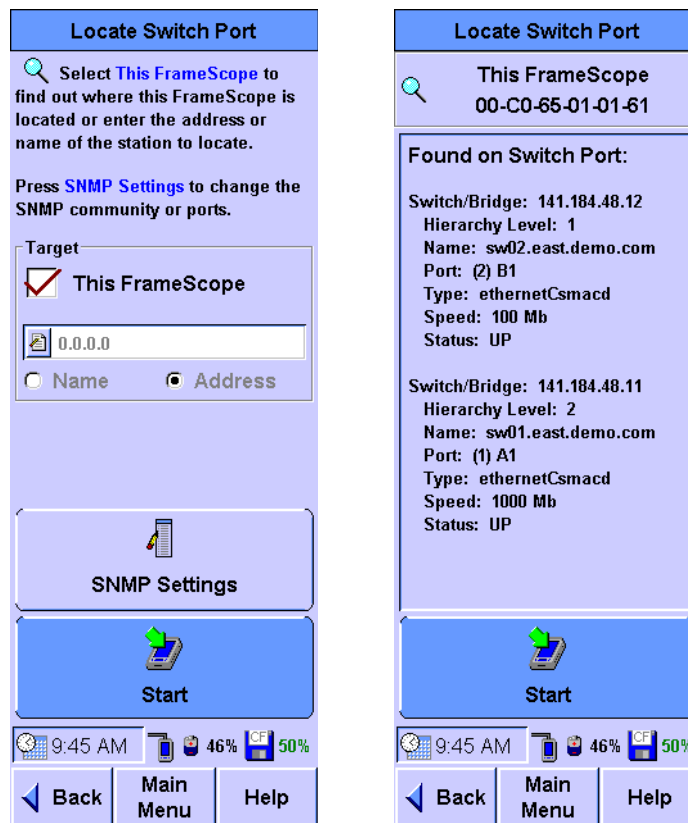 Locate Switch Port
Select This FrameScope to
find out where this FrameScope is
located or enter the address or
name of the station to locate.
Press SNMP Settings to change the
SNMP community or ports.
Target
This FrameScope
0.0.0.0
Name Address
SNMP Settings
Start
9:45 AM 46% CF 50%
Back Main Menu Help
Locate Switch Port
This FrameScope
00-C0-65-01-01-61
Found on Switch Port:
Switch/Bridge: 141.184.48.12
Hierarchy Level: 1
Name: sw02.east.demo.com
Port: (2) B1
Type: ethernetCsmacd
Speed: 100 Mb
Status: UP
Switch/Bridge: 141.184.48.11
Hierarchy Level: 2
Name: sw01.east.demo.com
Port: (1) A1
Type: ethernetCsmacd
Speed: 1000 Mb
Status: UP
Start
9:45 AM 46% CF 50%
Back Main Menu Help